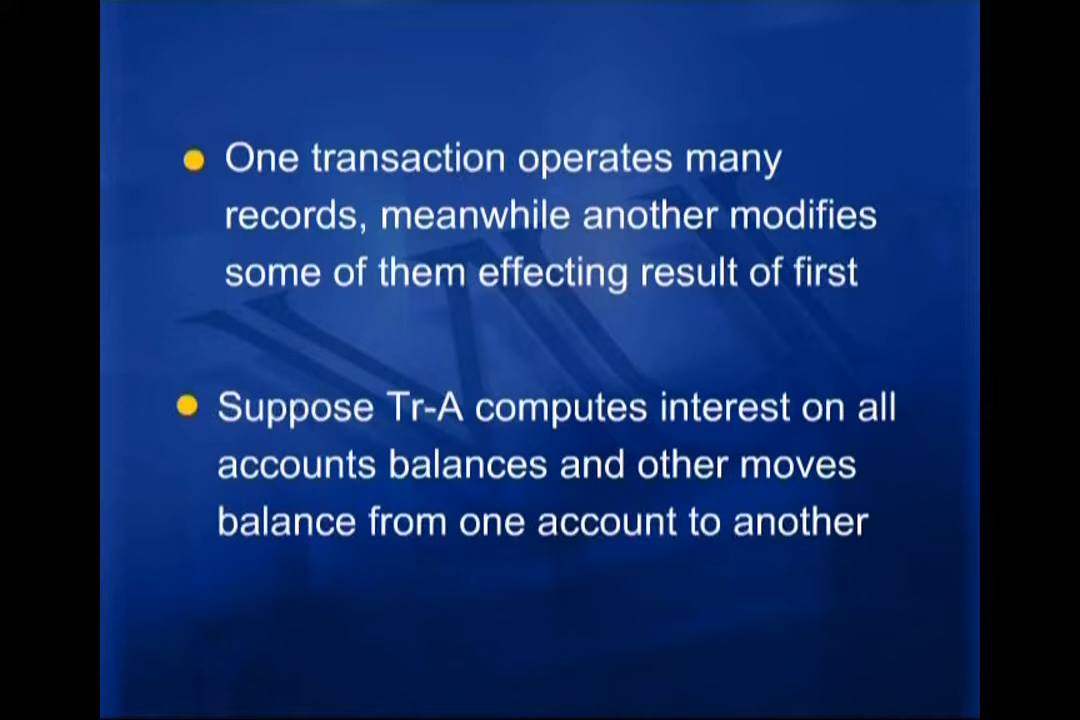 One transaction operates many
records, meanwhile another modifies
some of them effecting result of first
Suppose Tr-A computes interest on all
accounts balances and other moves
balance from one account to another
VU